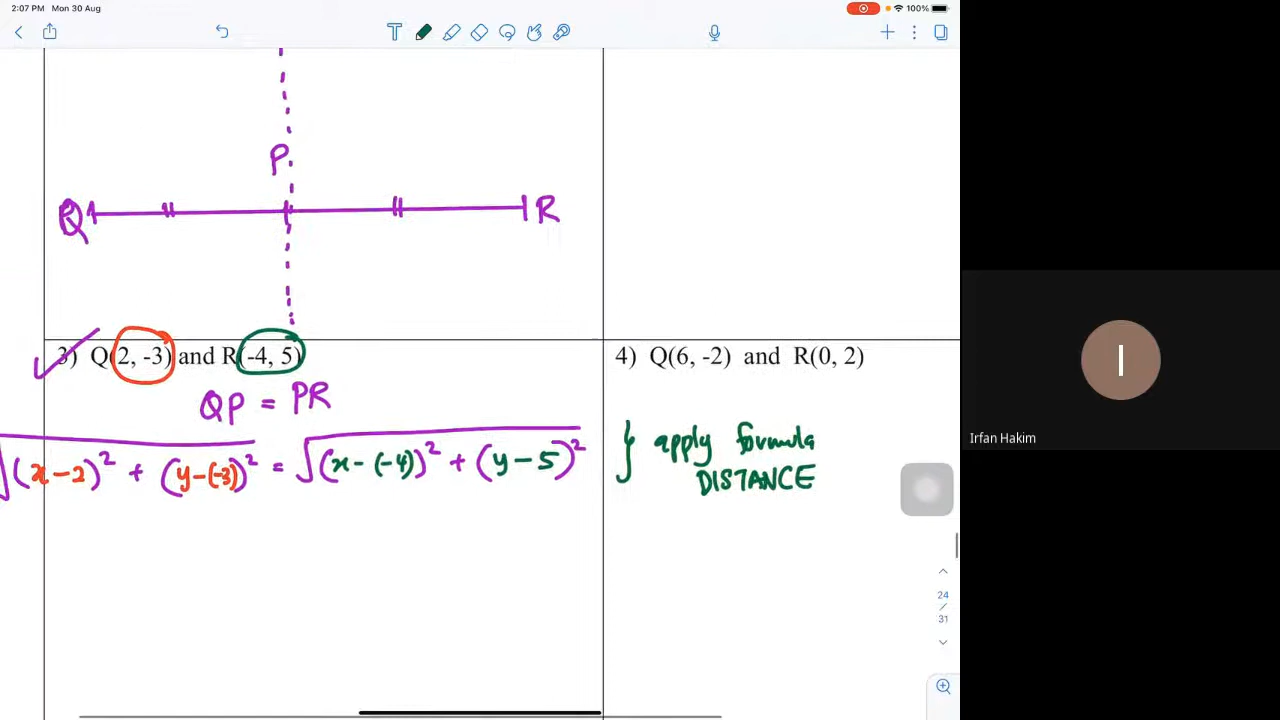 2:07 PM Mon 30 Aug
100%
T
P
Q
R
3) Q(2, -3) and R(-4, 5)
4) Q(6, -2) and R(0, 2)
QP = PR
√(x-2)² + (y-(-3))² = √(x-(-4))² + (y-5)²
} apply formula
DISTANCE
Irfan Hakim
I
24
/
31